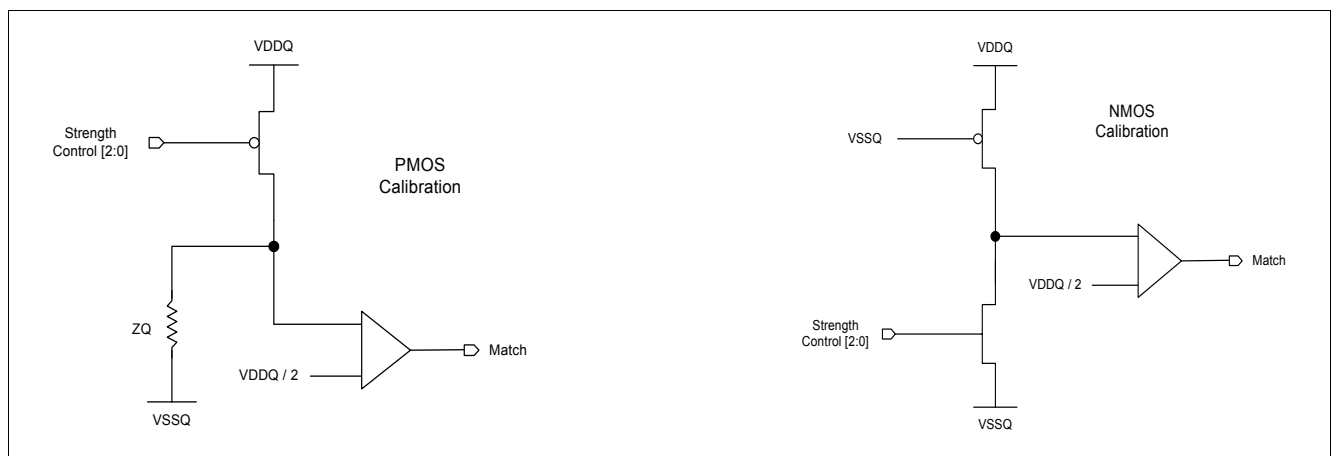 VDDQ
Strength
Control [2:0]
PMOS
Calibration
ZQ
VDDQ / 2
Match
VSSQ
VDDQ
NMOS
Calibration
VSSQ
VDDQ / 2
Match
Strength
Control [2:0]
VSSQ